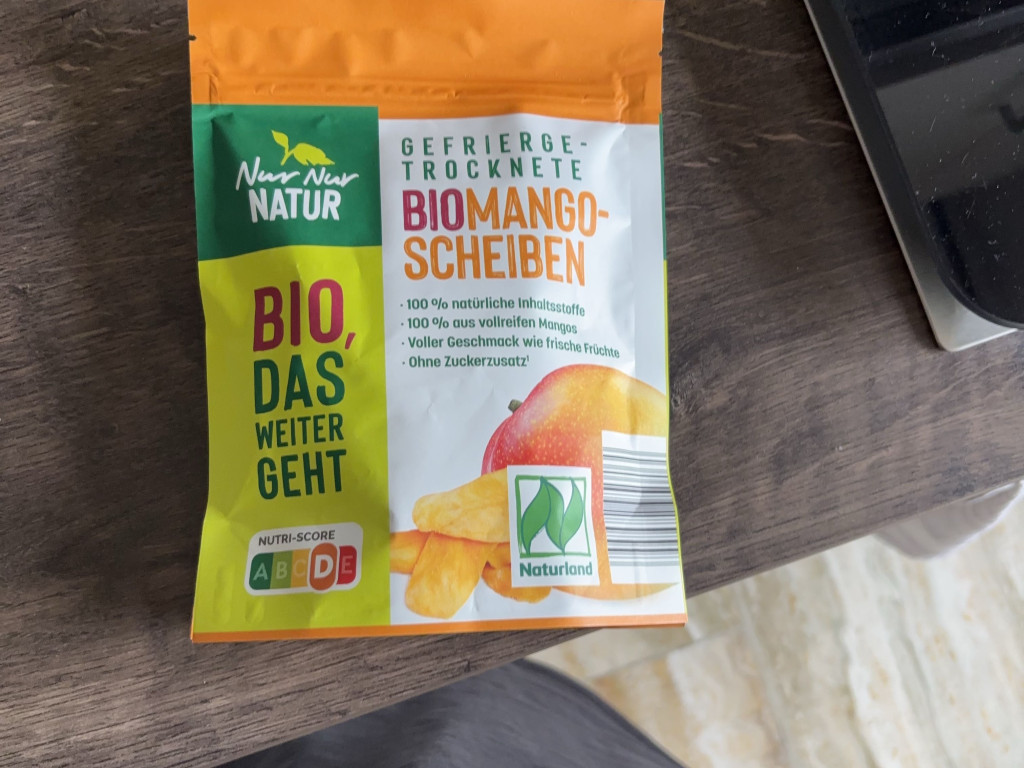 Nur Nur
NATUR
BIO,
DAS
WEITER
GEHT
NUTRI-SCORE
A B C D E
GEFRIERGE-
TROCKNETE
BIOMANGO-
SCHEIBEN
· 100 % natürliche Inhaltsstoffe
· 100 % aus vollreifen Mangos
· Voller Geschmack wie frische Früchte
· Ohne Zuckerzusatz¹
Naturland